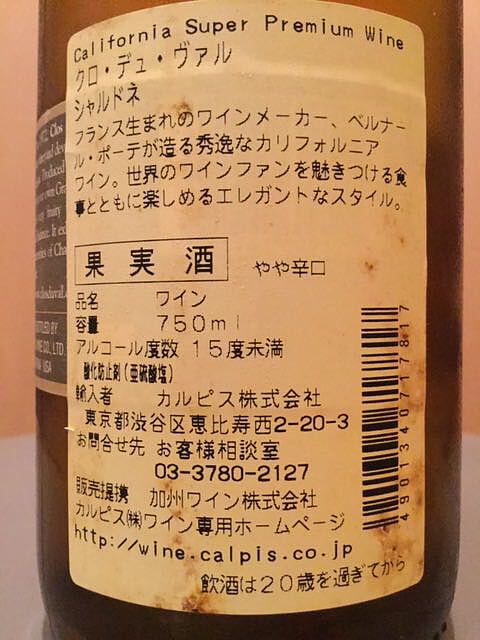 California Super Premium Wine
クロ・デュ・ヴァル
シャルドネ
フランス生まれのワインメーカー、ベルナー
ル・ポーテが造る秀逸なカリフォルニア
ワイン。世界のワインファンを魅きつける食
事とともに楽しめるエレガントなスタイル。
果実酒 やや辛口
品名 ワイン
容量 750ml
アルコール度数 15度未満
酸化防止剤(亜硫酸塩)
輸入者 カルピス株式会社
東京都渋谷区恵比寿西2-20-3
お問合せ先 お客様相談室
03-3780-2127
販売提携 加州ワイン株式会社
カルピス㈱ワイン専用ホームページ
http://wine.calpis.co.jp
飲酒は20歳を過ぎてから
4901340717817